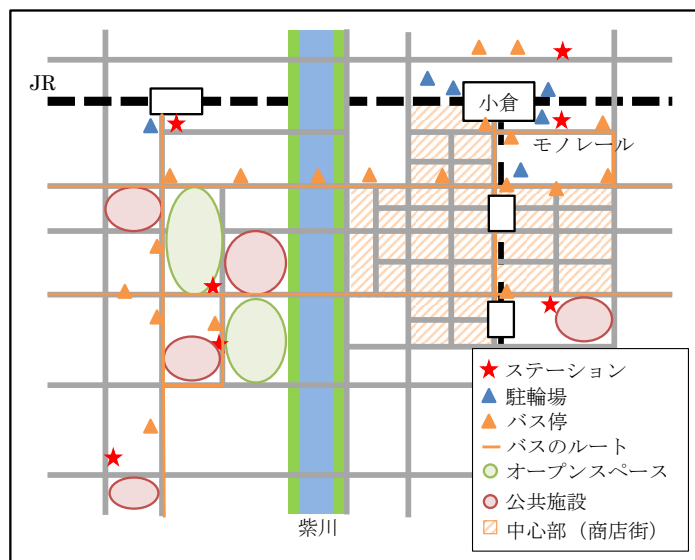 JR
小倉
モノレール
紫川
ステーション
駐輪場
バス停
バスのルート
オープンスペース
公共施設
中心部（商店街）